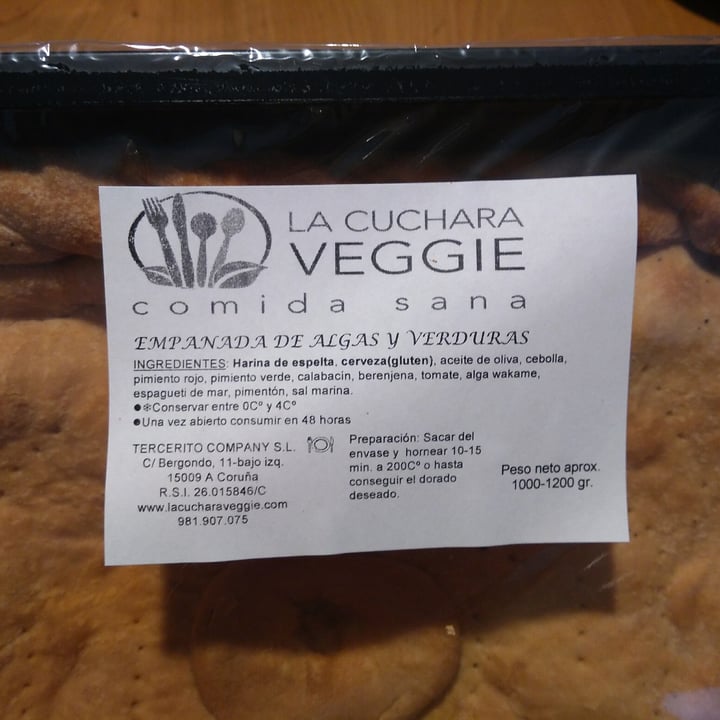 LA CUCHARA
VEGGIE
comida sana
EMPANADA DE ALGAS Y VERDURAS
INGREDIENTES: Harina de espelta, cerveza(gluten), aceite de oliva, cebolla,
pimiento rojo, pimiento verde, calabacin, berenjena, tomate, alga wakame,
espagueti de mar, pimentón, sal marina.
●❄Conservar entre 0Cº y 4Cº
●Una vez abierto consumir en 48 horas
TERCERITO COMPANY S.L.
C/ Bergondo, 11-bajo izq.
15009 A Coruña
R.S.I. 26.015846/C
www.lacucharaveggie.com
981.907.075
Preparación: Sacar del
envase y hornear 10-15
min. a 200Cº o hasta
conseguir el dorado
deseado.
Peso neto aprox.
1000-1200 gr.